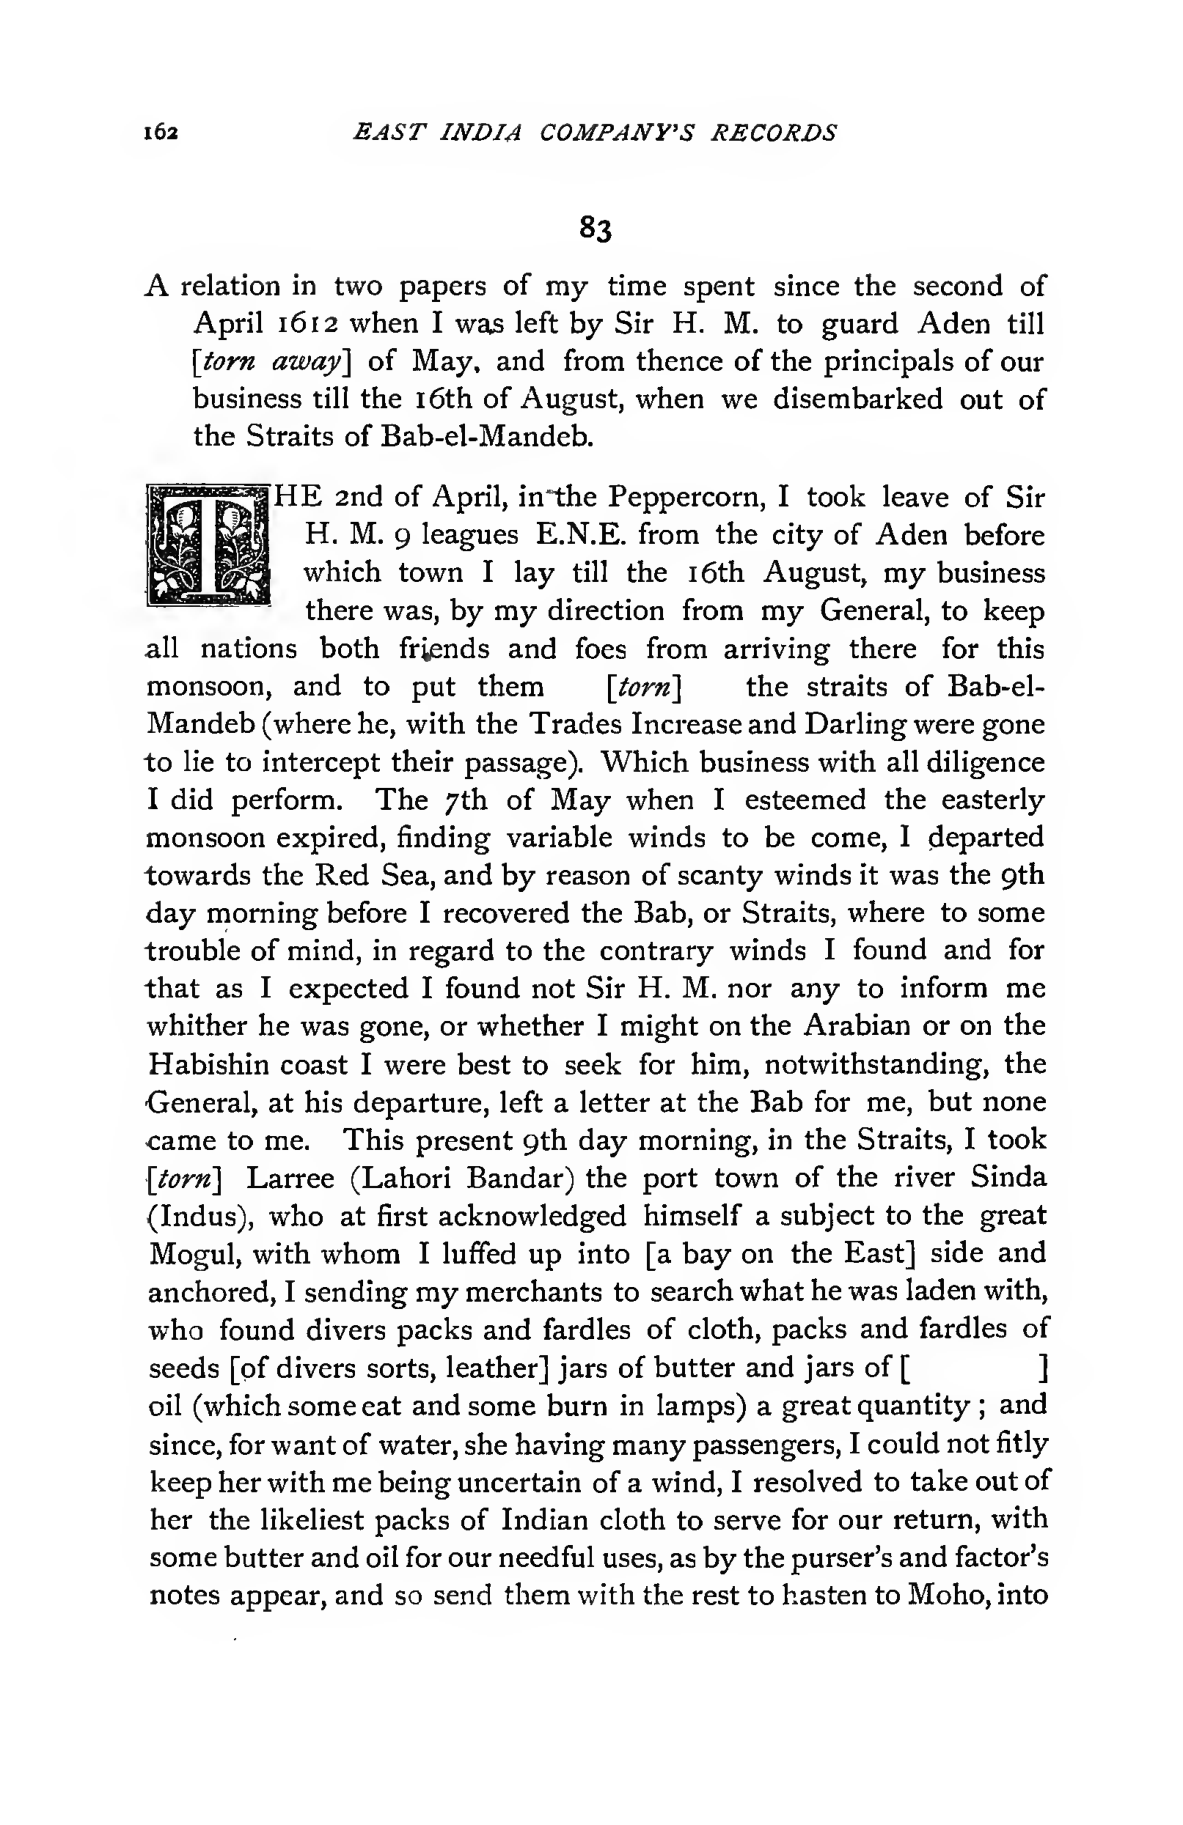 162 EAST INDIA COMPANY'S RECORDS
83
A relation in two papers of my time spent since the second of
April 1612 when I was left by Sir H. M. to guard Aden till
[torn away] of May, and from thence of the principals of our
business till the 16th of August, when we disembarked out of
the Straits of Bab-el-Mandeb.
THE 2nd of April, in the Peppercorn, I took leave of Sir
H. M. 9 leagues E.N.E. from the city of Aden before
which town I lay till the 16th August, my business
there was, by my direction from my General, to keep
all nations both friends and foes from arriving there for this
monsoon, and to put them [torn] the straits of Bab-el-
Mandeb (where he, with the Trades Increase and Darling were gone
to lie to intercept their passage). Which business with all diligence
I did perform. The 7th of May when I esteemed the easterly
monsoon expired, finding variable winds to be come, I departed
towards the Red Sea, and by reason of scanty winds it was the 9th
day morning before I recovered the Bab, or Straits, where to some
trouble of mind, in regard to the contrary winds I found and for
that as I expected I found not Sir H. M. nor any to inform me
whither he was gone, or whether I might on the Arabian or on the
Habishin coast I were best to seek for him, notwithstanding, the
General, at his departure, left a letter at the Bab for me, but none
came to me. This present 9th day morning, in the Straits, I took
[torn] Larree (Lahori Bandar) the port town of the river Sinda
(Indus), who at first acknowledged himself a subject to the great
Mogul, with whom I luffed up into [a bay on the East] side and
anchored, I sending my merchants to search what he was laden with,
who found divers packs and fardles of cloth, packs and fardles of
seeds [of divers sorts, leather] jars of butter and jars of [ ]
oil (which some eat and some burn in lamps) a great quantity ; and
since, for want of water, she having many passengers, I could not fitly
keep her with me being uncertain of a wind, I resolved to take out of
her the likeliest packs of Indian cloth to serve for our return, with
some butter and oil for our needful uses, as by the purser's and factor's
notes appear, and so send them with the rest to hasten to Moho, into